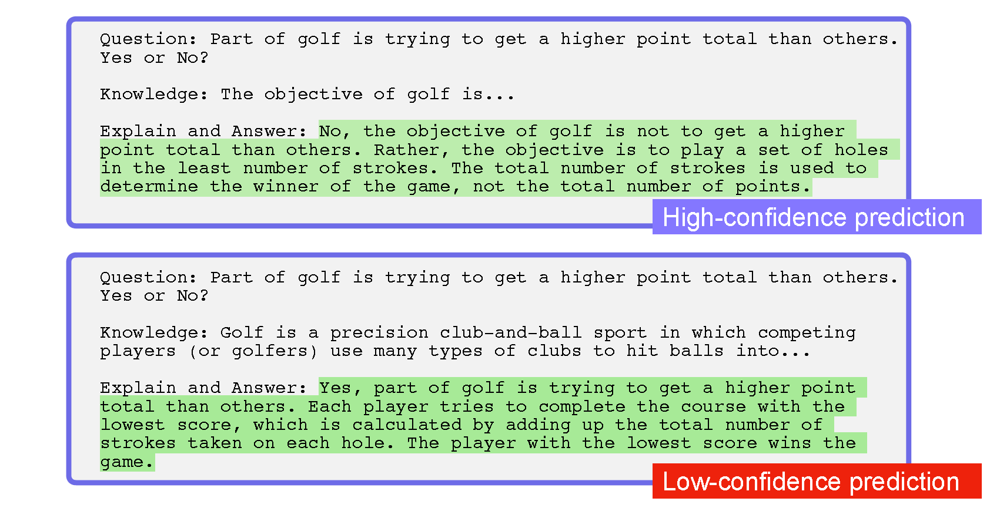 Question: Part of golf is trying to get a higher point total than others.
Yes or No?
Knowledge: The objective of golf is...
Explain and Answer: No, the objective of golf is not to get a higher
point total than others. Rather, the objective is to play a set of holes
in the least number of strokes. The total number of strokes is used to
determine the winner of the game, not the total number of points.
High-confidence prediction
Question: Part of golf is trying to get a higher point total than others.
Yes or No?
Knowledge: Golf is a precision club-and-ball sport in which competing
players (or golfers) use many types of clubs to hit balls into...
Explain and Answer: Yes, part of golf is trying to get a higher point
total than others. Each player tries to complete the course with the
lowest score, which is calculated by adding up the total number of
strokes taken on each hole. The player with the lowest score wins the
game.
Low-confidence prediction